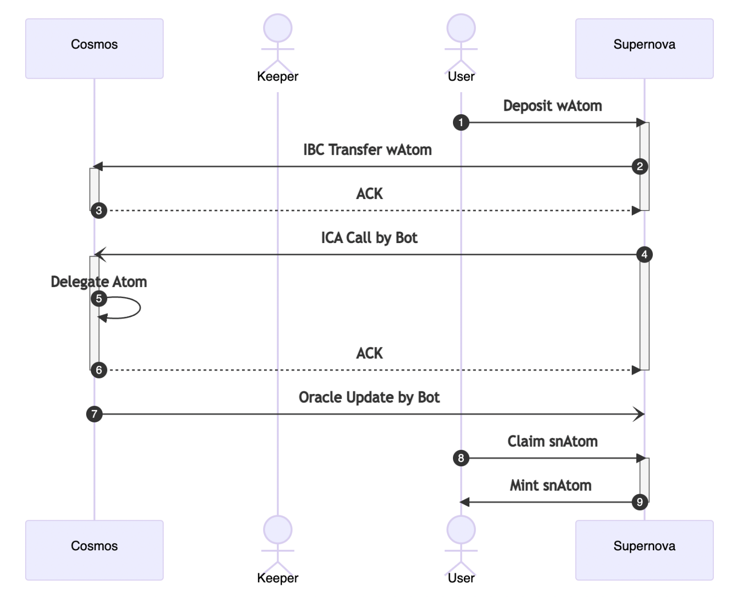 Cosmos
Keeper
User
Supernova
1
Deposit wAtom
IBC Transfer wAtom
2
ACK
3
ICA Call by Bot
4
Delegate Atom
5
ACK
6
Oracle Update by Bot
7
Claim snAtom
8
Mint snAtom
9
Cosmos
Keeper
User
Supernova